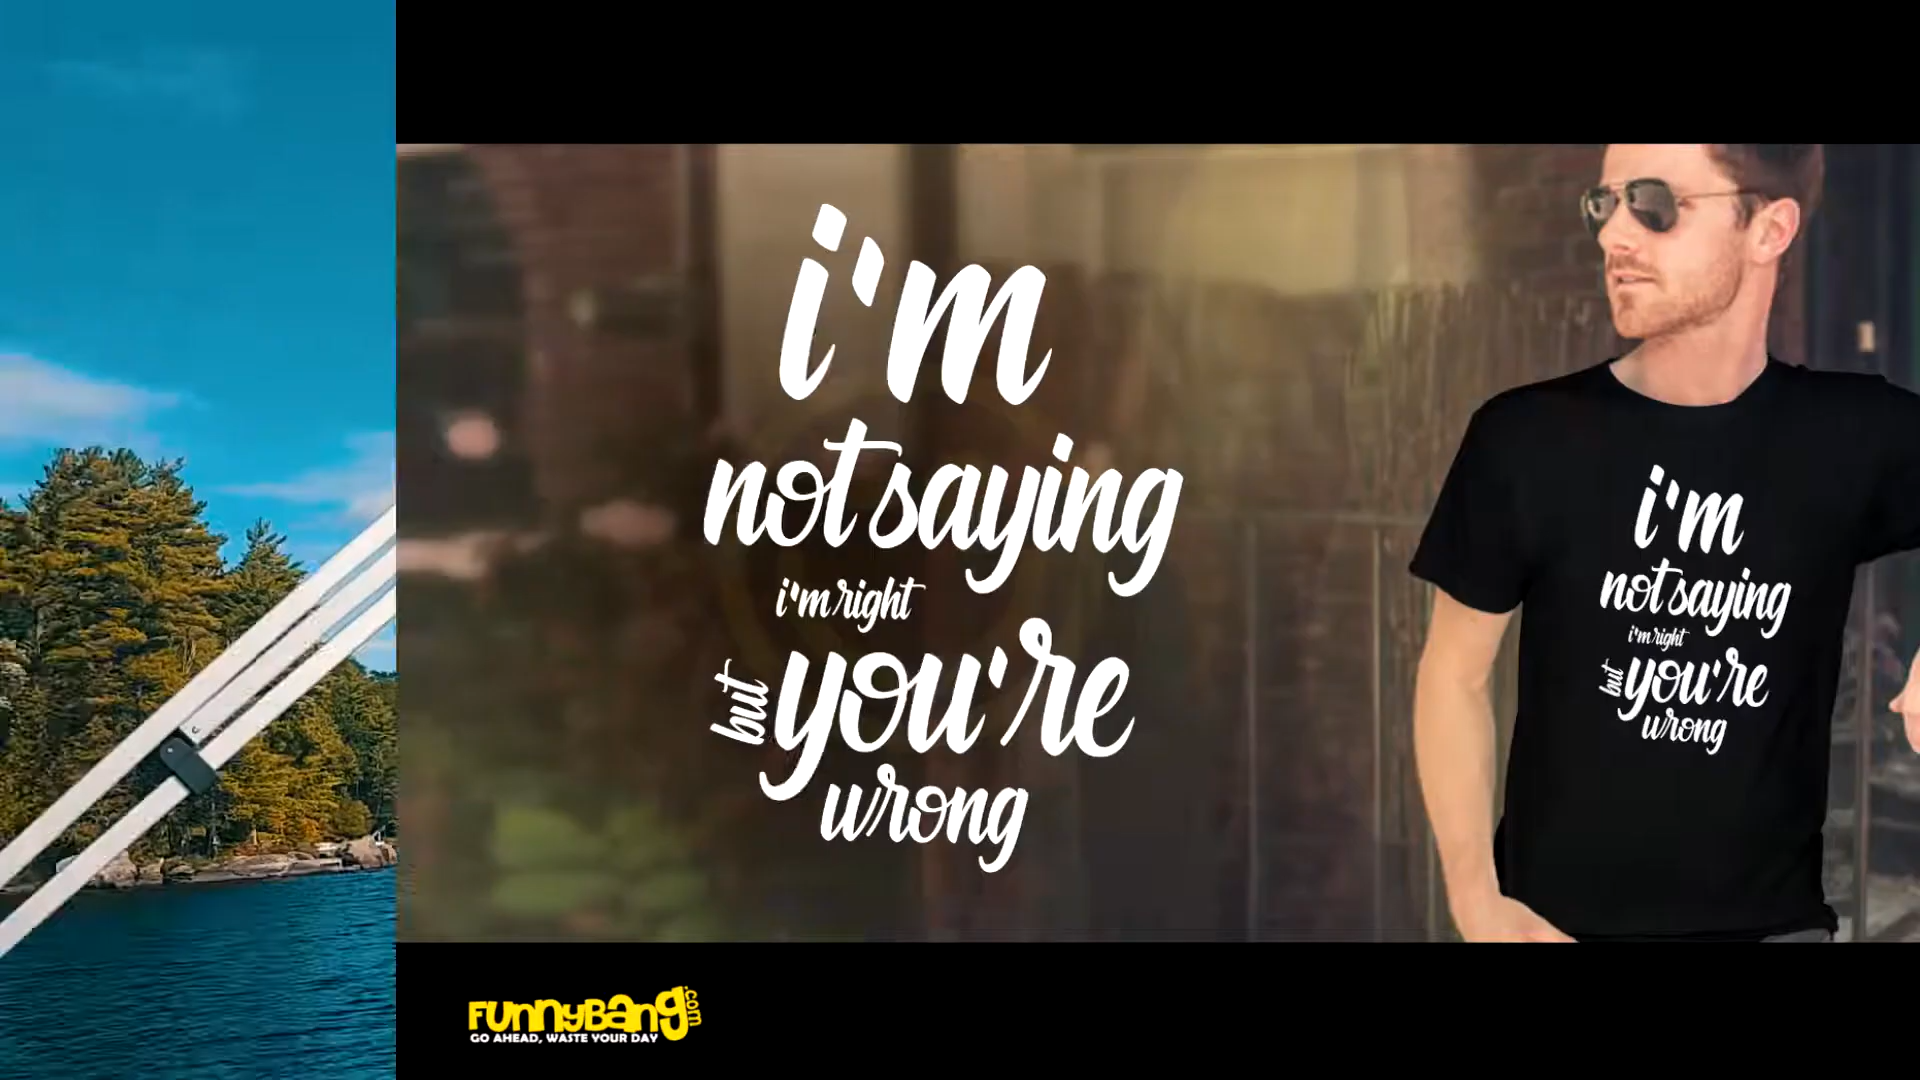 i'm
not saying
i'm right
but you're
wrong
i'm
not saying
i'm right
but you're
wrong
FunnyBang.com
GO AHEAD, WASTE YOUR DAY